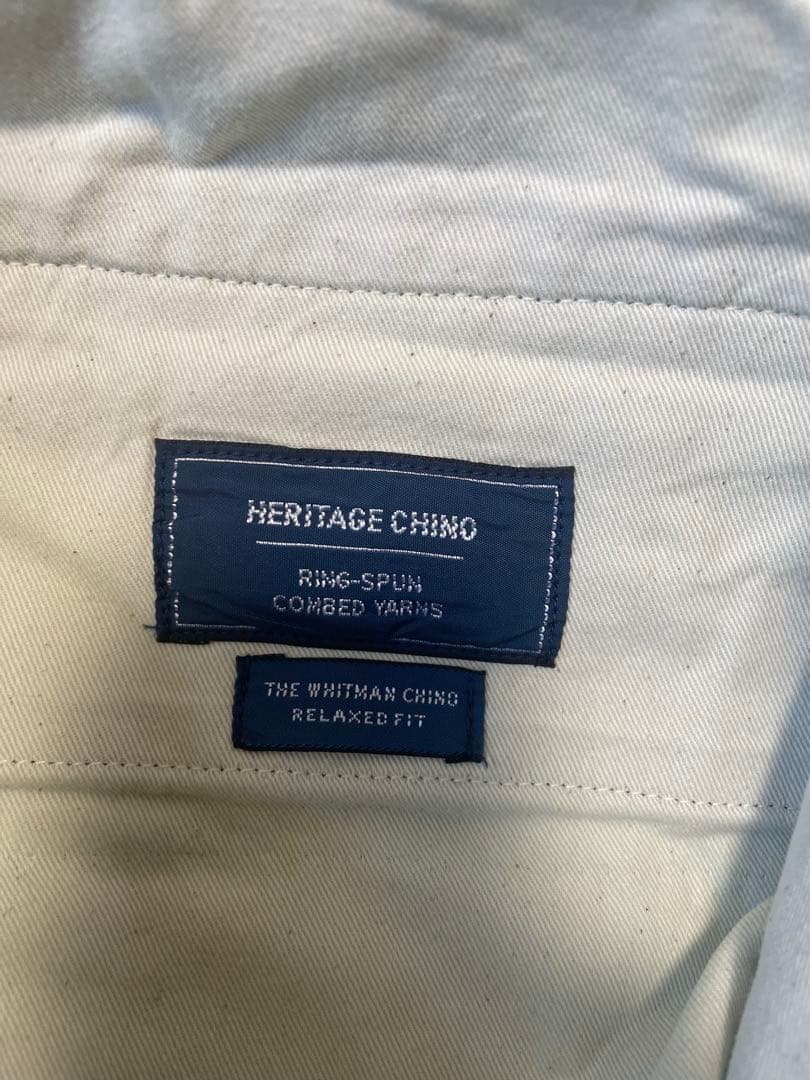 HERITAGE CHINO
RING-SPUN
COMBED YARNS
THE WHITMAN CHINO
RELAXED FIT